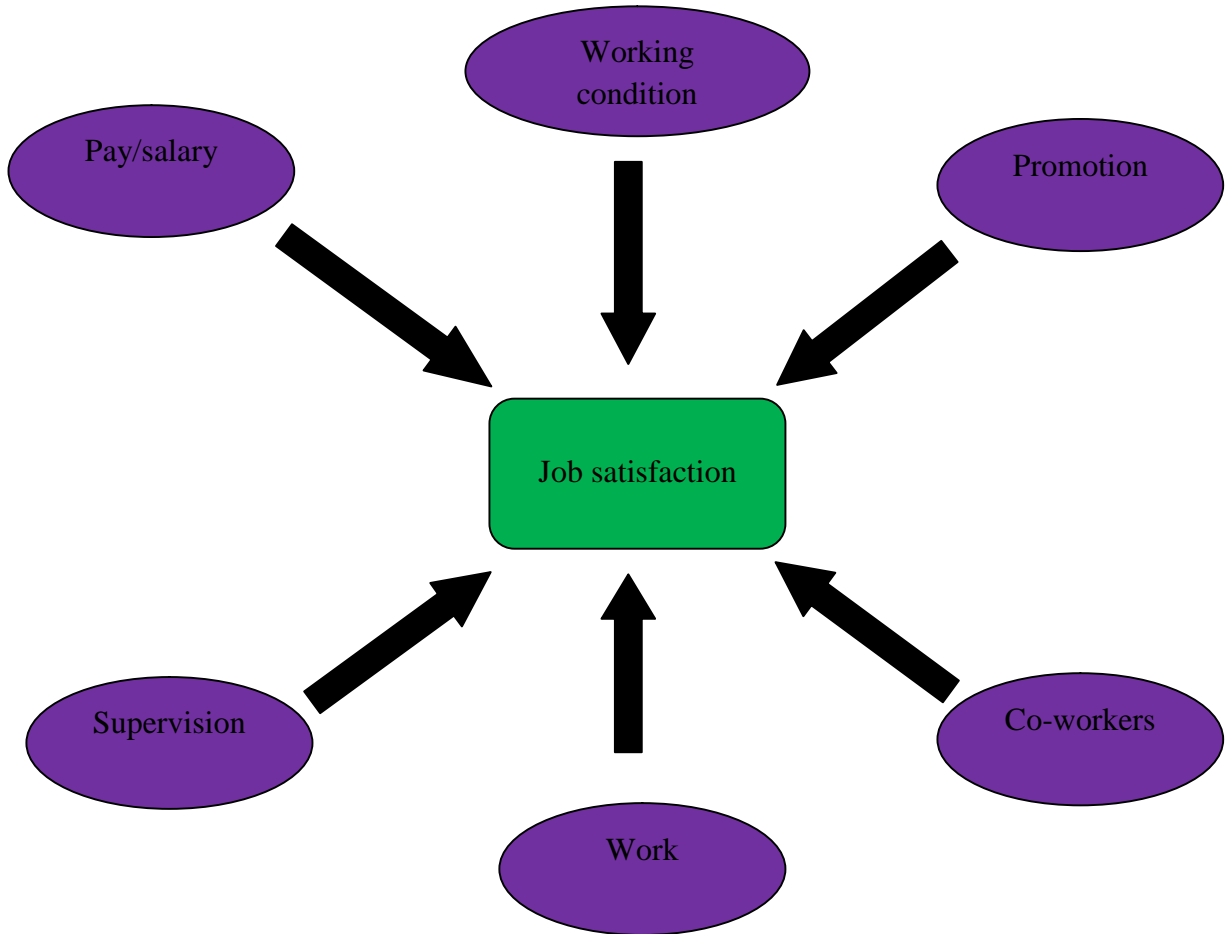 Working
condition
Pay/salary
Promotion
Job satisfaction
Supervision
Co-workers
Work